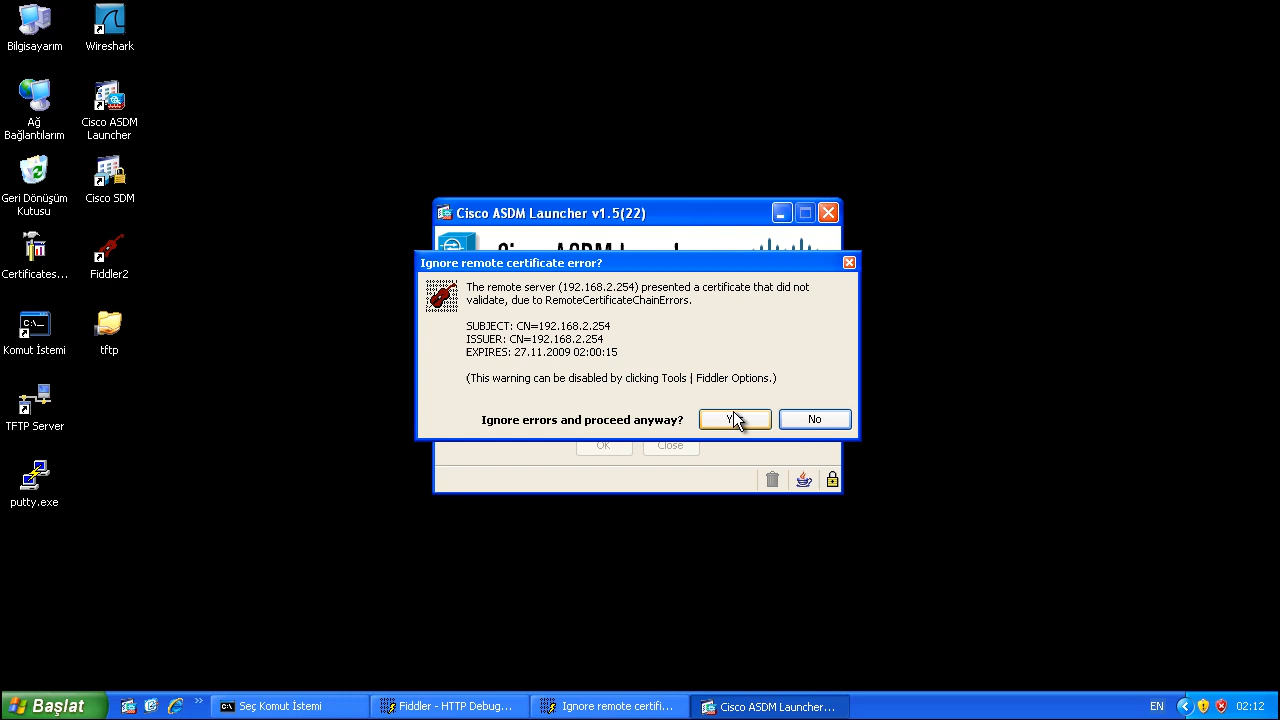 Bilgisayarım
Wireshark
Ağ
Bağlantılarım
Cisco ASDM
Launcher
Geri Dönüşüm
Kutusu
Cisco SDM
Certificates...
Fiddler2
Komut İstemi
tftp
TFTP Server
putty.exe
Cisco ASDM Launcher v1.5(22)
Cisco ASDM Launcher
Ignore remote certificate error?
The remote server (192.168.2.254) presented a certificate that did not
validate, due to RemoteCertificateChainErrors.
SUBJECT: CN=192.168.2.254
ISSUER: CN=192.168.2.254
EXPIRES: 27.11.2009 02:00:15
(This warning can be disabled by clicking Tools | Fiddler Options.)
Ignore errors and proceed anyway?
Yes
No
OK
Close
Başlat
Seç Komut İstemi
Fiddler - HTTP Debug...
Ignore remote certifi...
Cisco ASDM Launcher...
EN
02:12